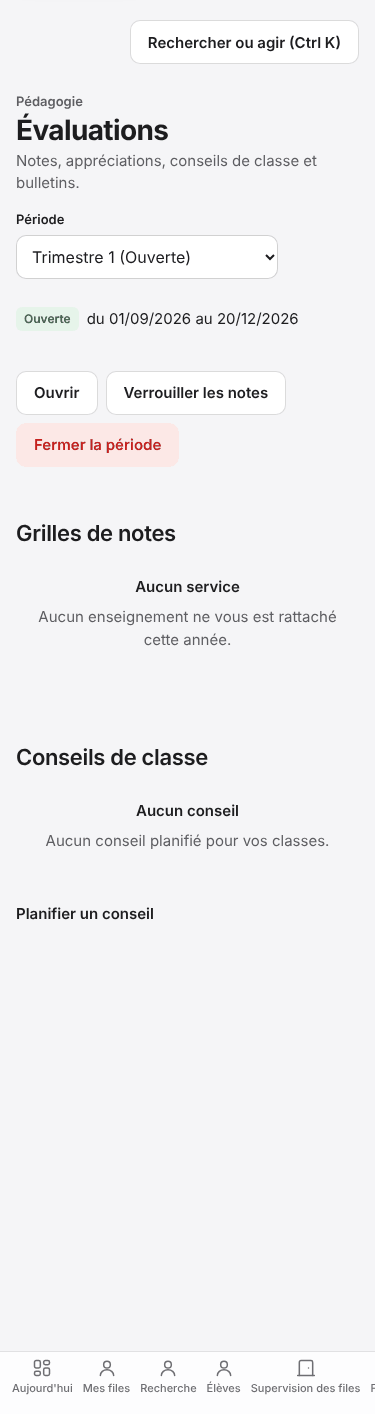 Rechercher ou agir (Ctrl K)
Pédagogie
Évaluations
Notes, appréciations, conseils de classe et
bulletins.
Période
Trimestre 1 (Ouverte)
Ouverte du 01/09/2026 au 20/12/2026
Ouvrir Verrouiller les notes
Fermer la période
Grilles de notes
Aucun service
Aucun enseignement ne vous est rattaché
cette année.
Conseils de classe
Aucun conseil
Aucun conseil planifié pour vos classes.
Planifier un conseil
Aujourd'hui Mes files Recherche Élèves Supervision des files